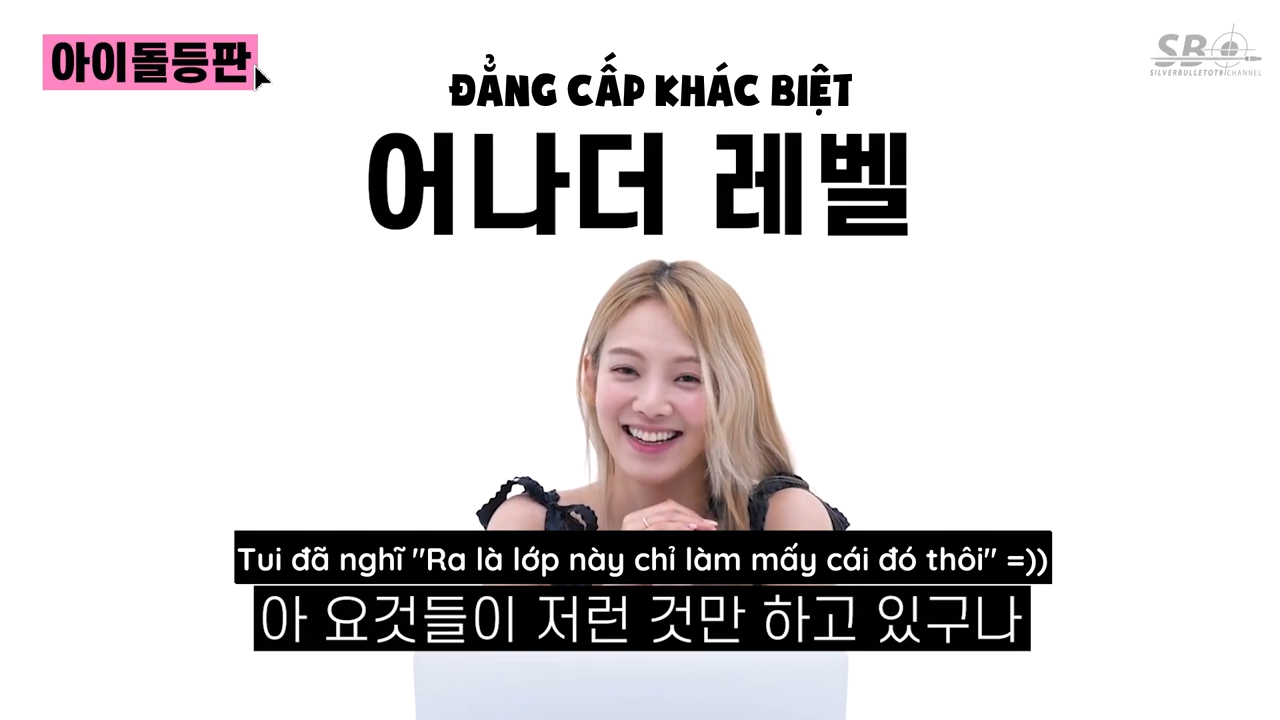 아이돌등판
SBO
SILVERBULLET0T9 CHANNEL
ĐẲNG CẤP KHÁC BIỆT
어나더 레벨
Tui đã nghĩ "Ra là lớp này chỉ làm mấy cái đó thôi" =))
아 요것들이 저런 것만 하고 있구나